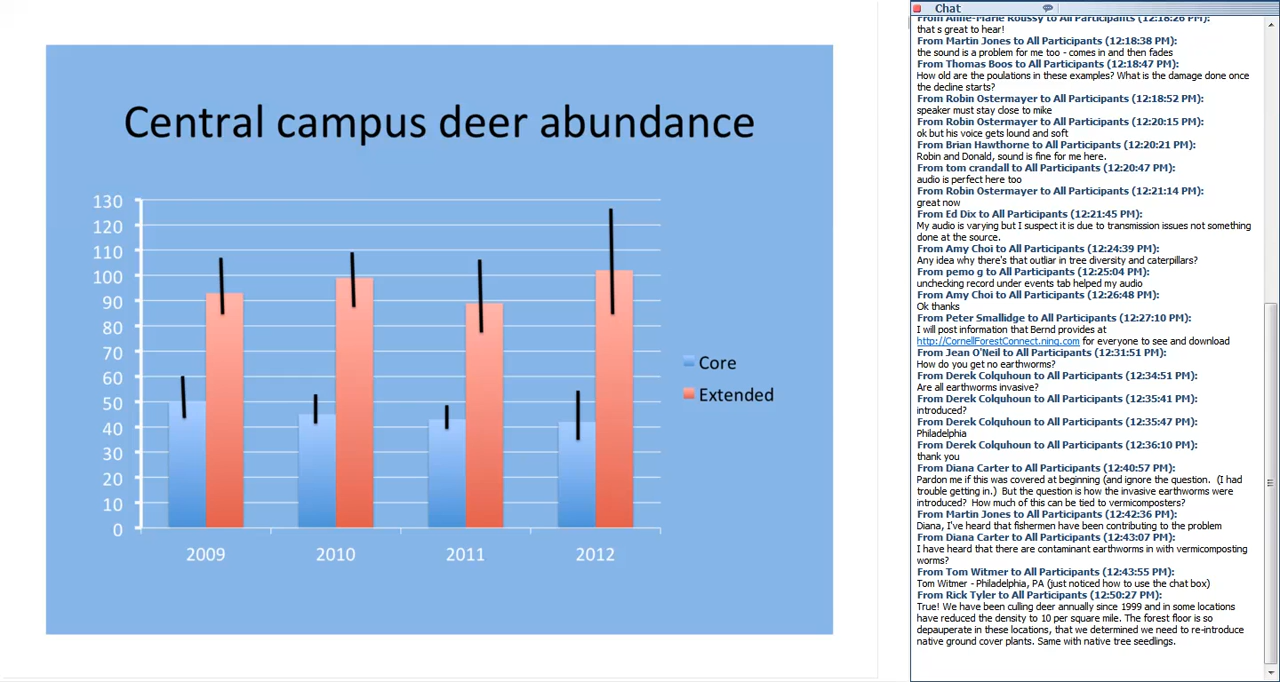 Central campus deer abundance
130
120
110
100
90
80
70
60
50
40
30
20
10
0
2009
2010
2011
2012
Core
Extended
Chat
From Anne-Marie Roussy to All Participants (12:18:26 PM):
that s great to hear!
From Martin Jones to All Participants (12:18:38 PM):
the sound is a problem for me too - comes in and then fades
From Thomas Boos to All Participants (12:18:47 PM):
How old are the poulations in these examples? What is the damage done once
the decline starts?
From Robin Ostermayer to All Participants (12:18:52 PM):
speaker must stay close to mike
From Robin Ostermayer to All Participants (12:20:15 PM):
ok but his voice gets lound and soft
From Brian Hawthorne to All Participants (12:20:21 PM):
Robin and Donald, sound is fine for me here.
From tom crandall to All Participants (12:20:47 PM):
audio is perfect here too
From Robin Ostermayer to All Participants (12:21:14 PM):
great now
From Ed Dix to All Participants (12:21:45 PM):
My audio is varying but I suspect it is due to transmission issues not something
done at the source.
From Amy Choi to All Participants (12:24:39 PM):
Any idea why there's that outliar in tree diversity and caterpillars?
From pemo g to All Participants (12:25:04 PM):
unchecking record under events tab helped my audio
From Amy Choi to All Participants (12:26:48 PM):
Ok thanks
From Peter Smallidge to All Participants (12:27:10 PM):
I will post information that Bernd provides at
http://CornellForestConnect.ning.com for everyone to see and download
From Jean O'Neil to All Participants (12:31:51 PM):
How do you get no earthworms?
From Derek Colquhoun to All Participants (12:34:51 PM):
Are all earthworms invasive?
From Derek Colquhoun to All Participants (12:35:41 PM):
introduced?
From Derek Colquhoun to All Participants (12:35:47 PM):
Philadelphia
From Derek Colquhoun to All Participants (12:36:10 PM):
thank you
From Diana Carter to All Participants (12:40:57 PM):
Pardon me if this was covered at beginning (and ignore the question. (I had
trouble getting in.) But the question is how the invasive earthworms were
introduced? How much of this can be tied to vermicomposters?
From Martin Jones to All Participants (12:42:36 PM):
Diana, I've heard that fishermen have been contributing to the problem
From Diana Carter to All Participants (12:43:07 PM):
I have heard that there are contaminant earthworms in with vermicomposting
worms?
From Tom Witmer to All Participants (12:43:55 PM):
Tom Witmer - Philadelphia, PA (just noticed how to use the chat box)
From Rick Tyler to All Participants (12:50:27 PM):
True! We have been culling deer annually since 1999 and in some locations
have reduced the density to 10 per square mile. The forest floor is so
depauperate in these locations, that we determined we need to re-introduce
native ground cover plants. Same with native tree seedlings.